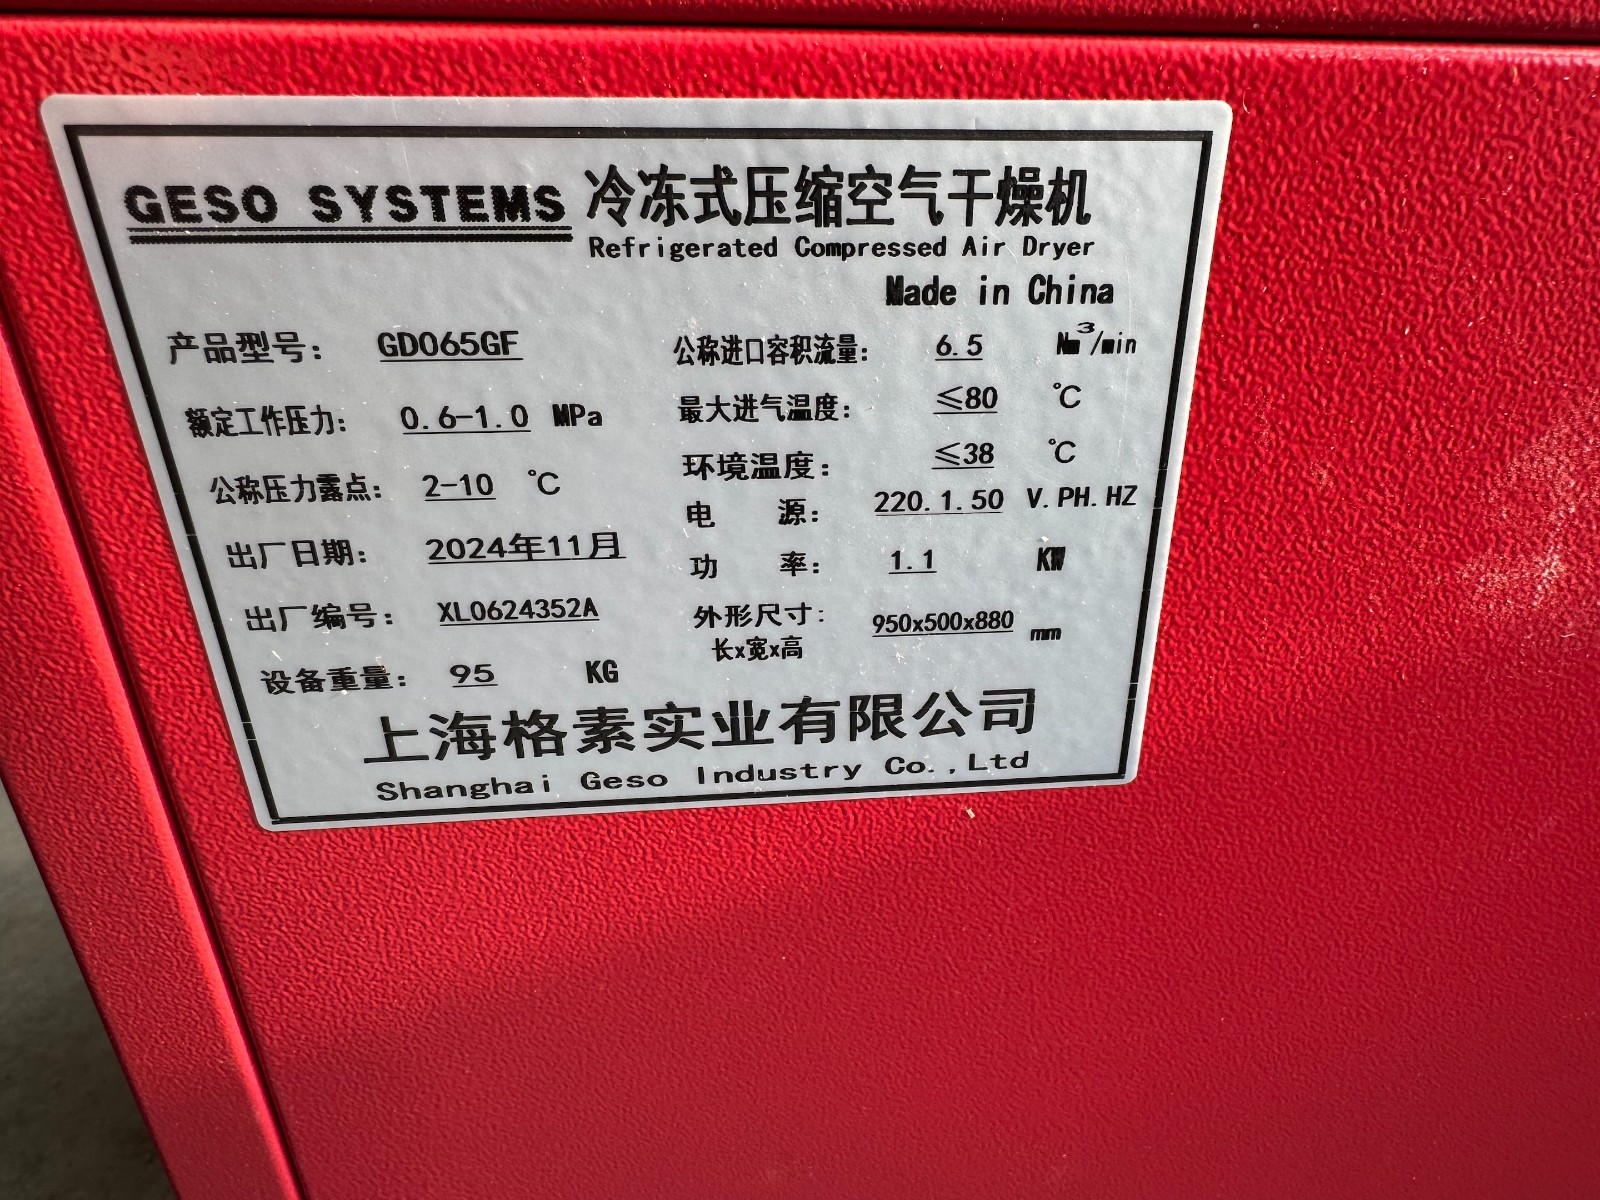 GESO SYSTEMS 冷冻式压缩空气干燥机
Refrigerated Compressed Air Dryer
Made in China
产品型号: GD065GF
额定工作压力: 0.6-1.0 MPa
公称压力露点: 2-10 ℃
出厂日期: 2024年11月
出厂编号: XL0624352A
设备重量: 95 KG
公称进口容积流量: 6.5 Nm³/min
最大进气温度: ≤80 ℃
环境温度: ≤38 ℃
电 源: 220.1.50 V.PH.HZ
功 率: 1.1 KW
外形尺寸: 950x500x880 mm
长x宽x高
上海格素实业有限公司
Shanghai Geso Industry Co.,Ltd